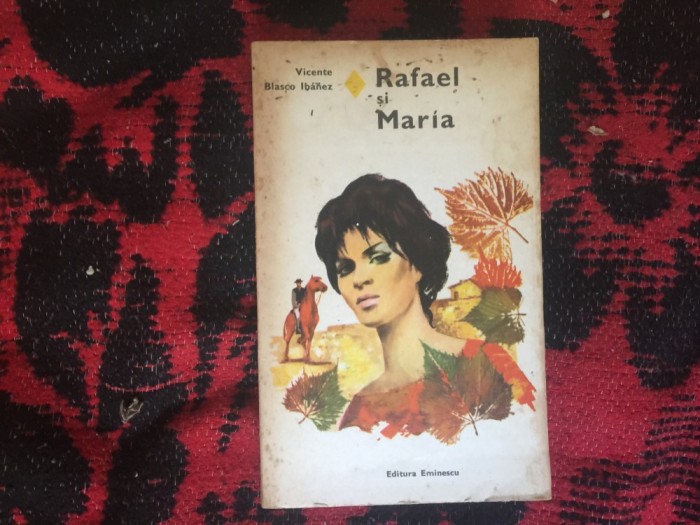 Vicente
Blasco Ibáñez
Rafael
și
María
Editura Eminescu